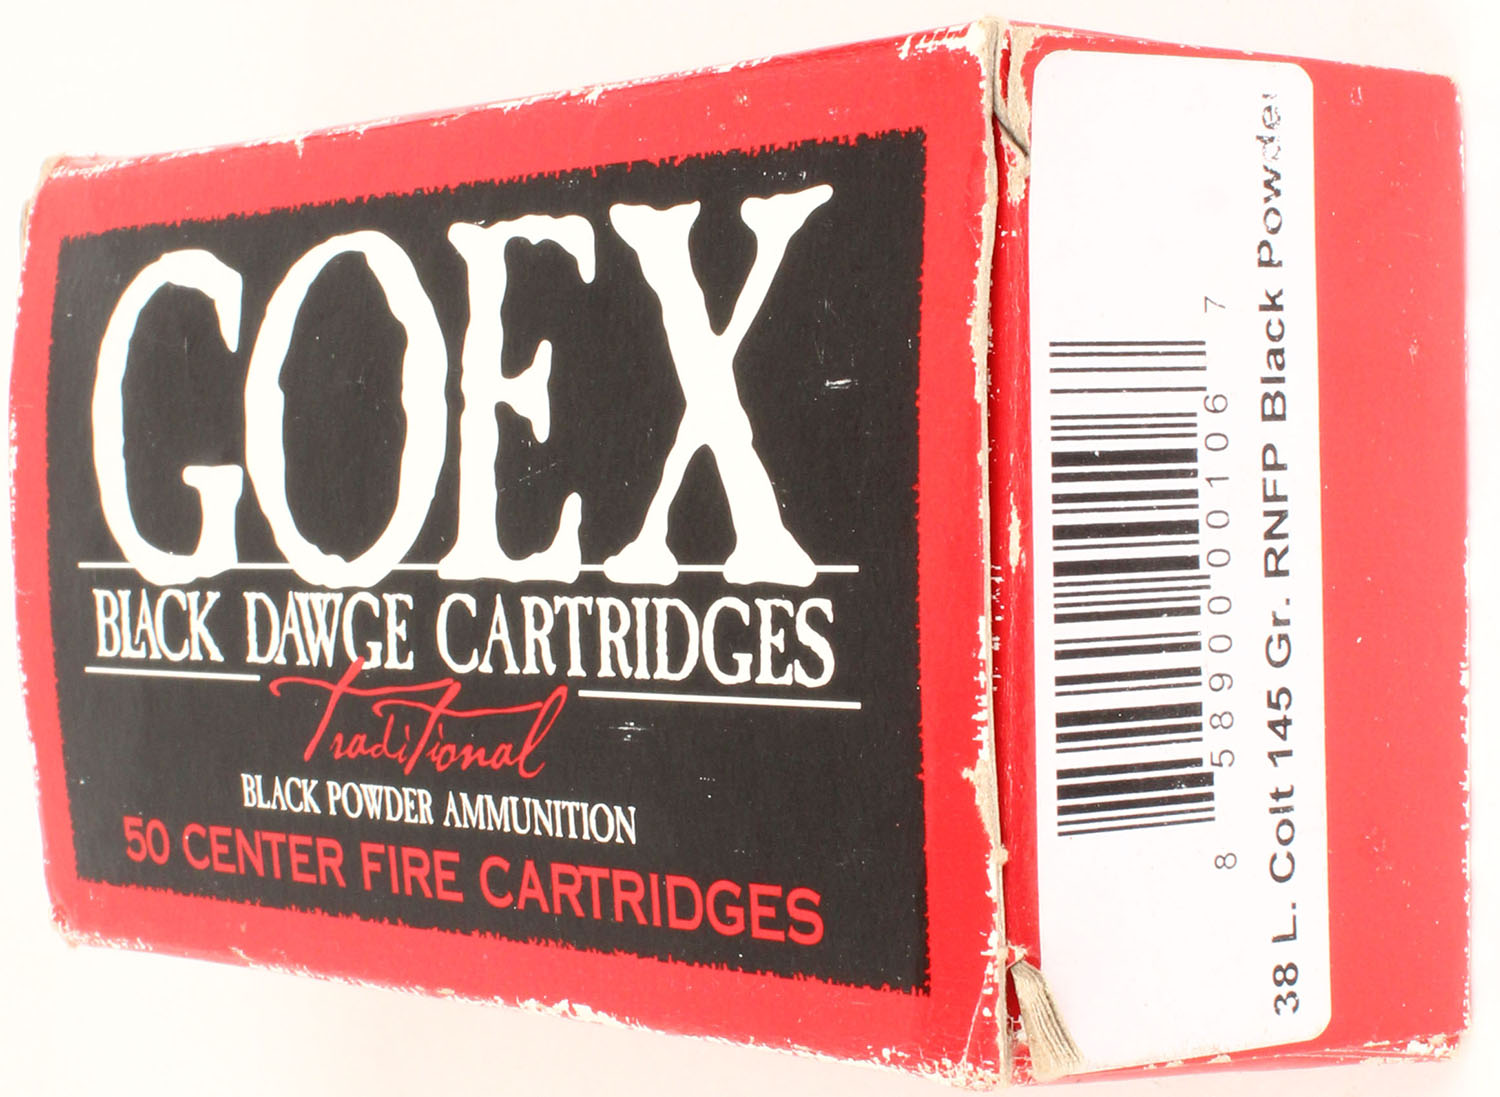 GOEX
BLACK DAWGE CARTRIDGES
Traditional
BLACK POWDER AMMUNITION
50 CENTER FIRE CARTRIDGES
8 58900 00106 7
38 L. Colt 145 Gr. RNFP Black Powder